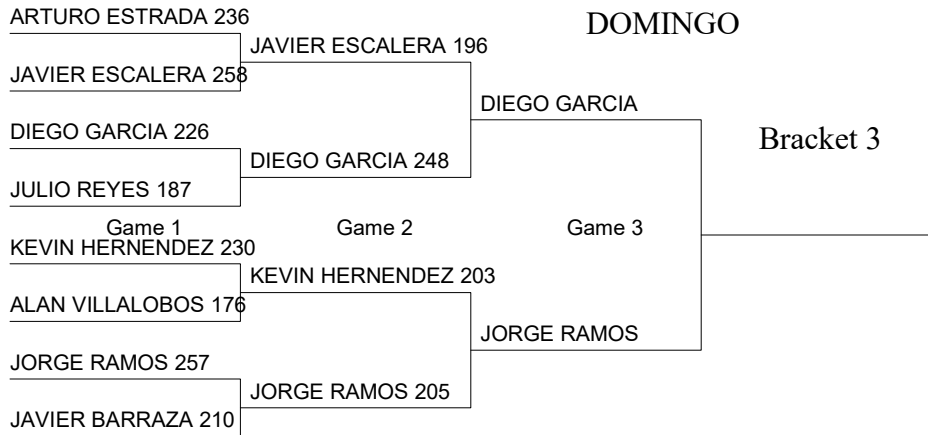 ARTURO ESTRADA 236
DOMINGO
JAVIER ESCALERA 196
JAVIER ESCALERA 258
DIEGO GARCIA
DIEGO GARCIA 226
Bracket 3
DIEGO GARCIA 248
JULIO REYES 187
Game 1
Game 2
Game 3
KEVIN HERNENDEZ 230
KEVIN HERNENDEZ 203
ALAN VILLALOBOS 176
JORGE RAMOS
JORGE RAMOS 257
JORGE RAMOS 205
JAVIER BARRAZA 210